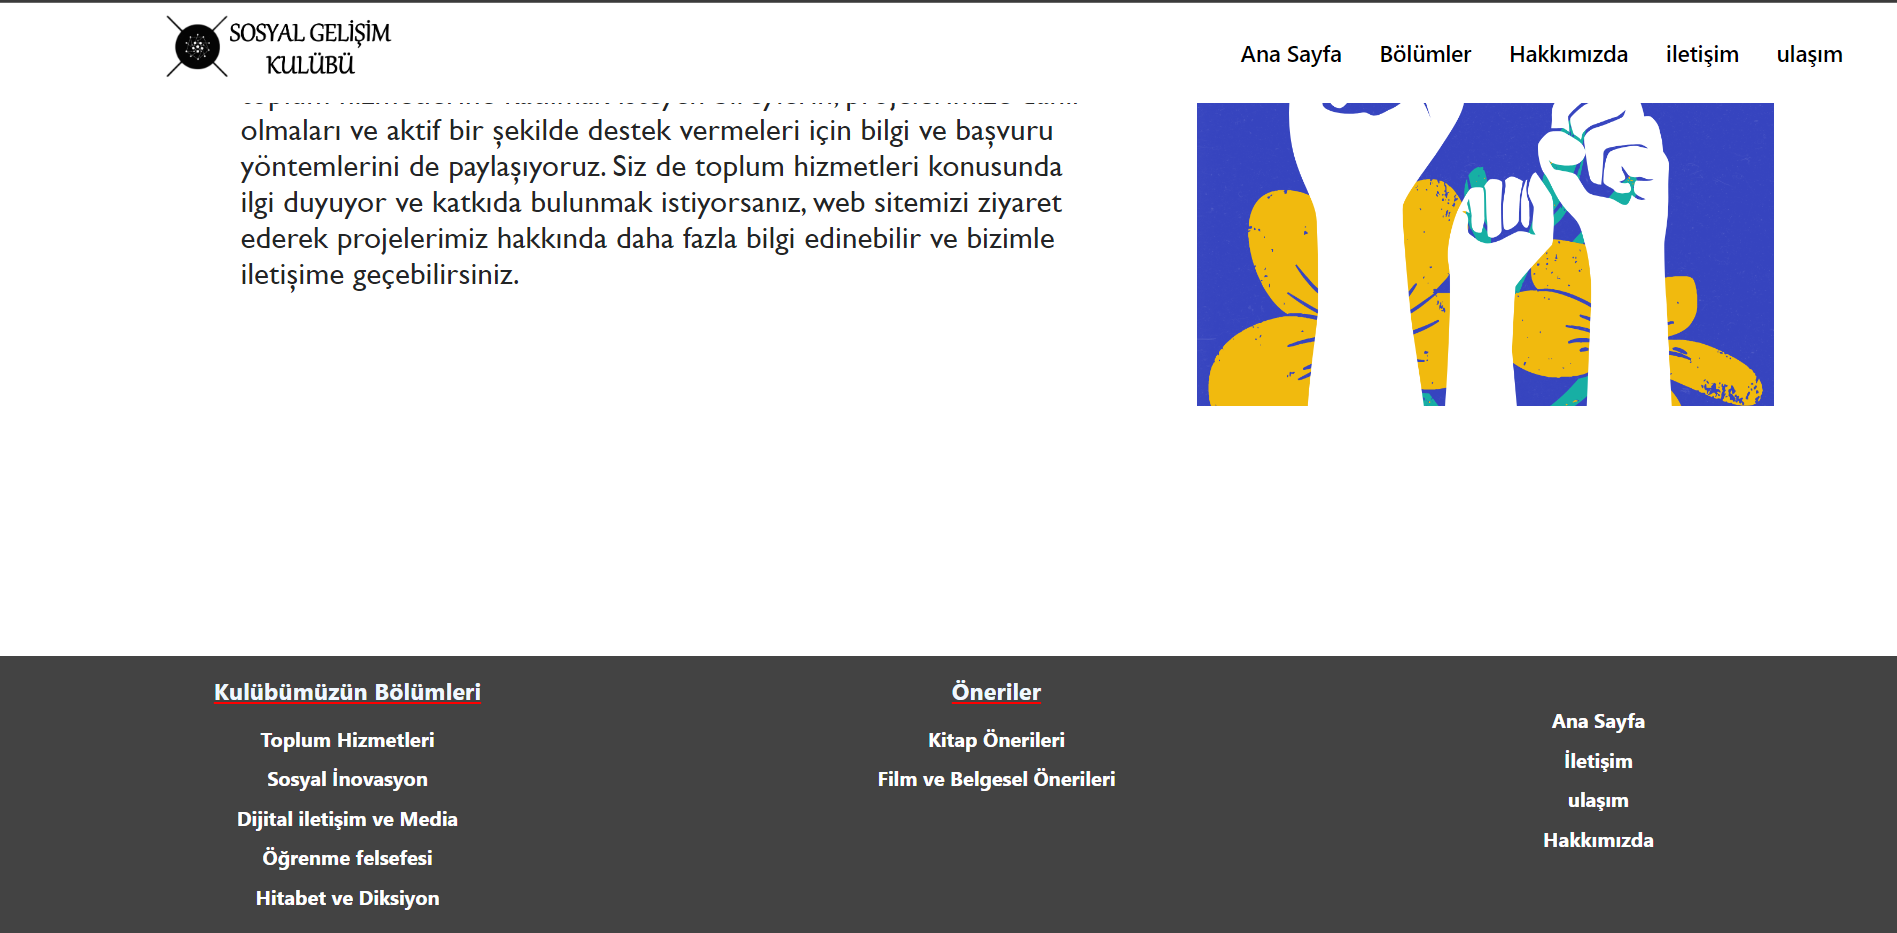 SOSYAL GELİŞİM
KULÜBÜ
Ana Sayfa
Bölümler
Hakkımızda
iletişim
ulaşım
olmaları ve aktif bir şekilde destek vermeleri için bilgi ve başvuru
yöntemlerini de paylaşıyoruz. Siz de toplum hizmetleri konusunda
ilgi duyuyor ve katkıda bulunmak istiyorsanız, web sitemizi ziyaret
ederek projelerimiz hakkında daha fazla bilgi edinebilir ve bizimle
iletişime geçebilirsiniz.
Kulübümüzün Bölümleri
Toplum Hizmetleri
Sosyal İnovasyon
Dijital iletişim ve Media
Öğrenme felsefesi
Hitabet ve Diksiyon
Öneriler
Kitap Önerileri
Film ve Belgesel Önerileri
Ana Sayfa
İletişim
ulaşım
Hakkımızda